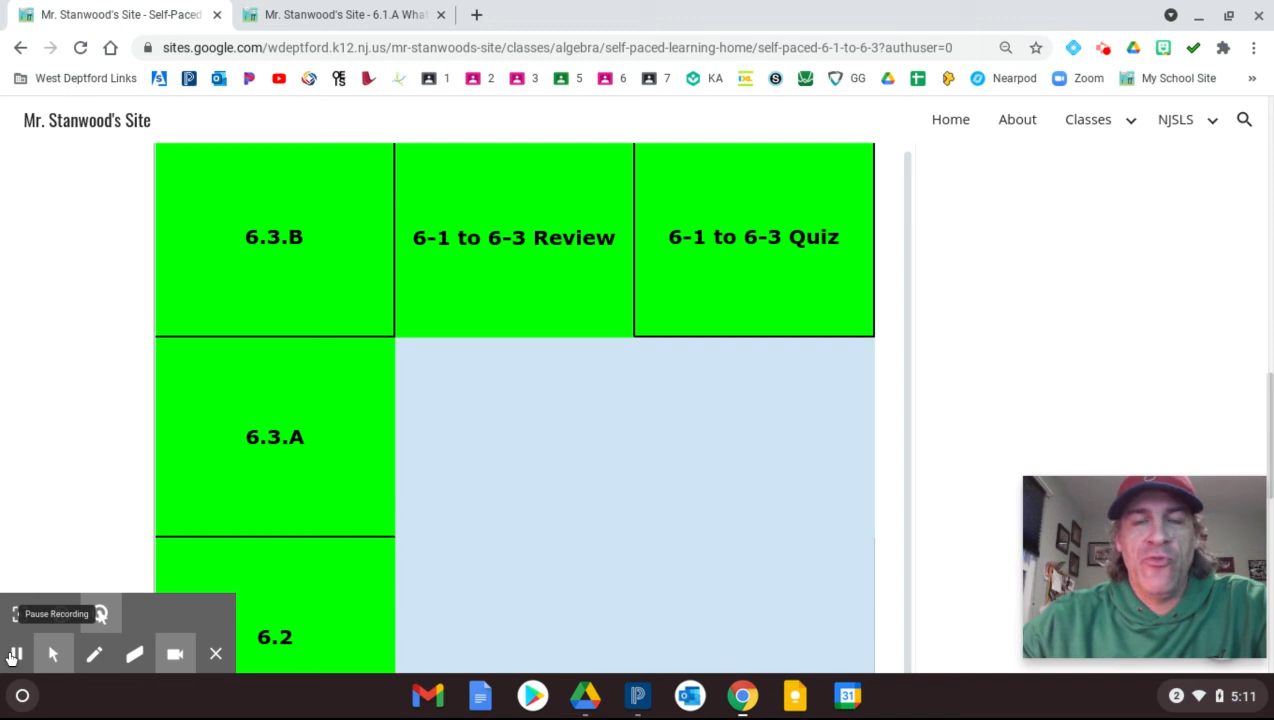 Mr. Stanwood's Site - Self-Paced
Mr. Stanwood's Site - 6.1.A Wha
sites.google.com/wdeptford.k12.nj.us/mr-stanwoods-site/classes/algebra/self-paced-learning-home/self-paced-6-1-to-6-3?authuser=0
West Deptford Links 1 2 3 5 6 7 KA GG Nearpod Zoom My School Site »
Mr. Stanwood's Site
Home About Classes NJSLS
6.3.B
6-1 to 6-3 Review
6-1 to 6-3 Quiz
6.3.A
6.2
Pause Recording
31
2 5:11